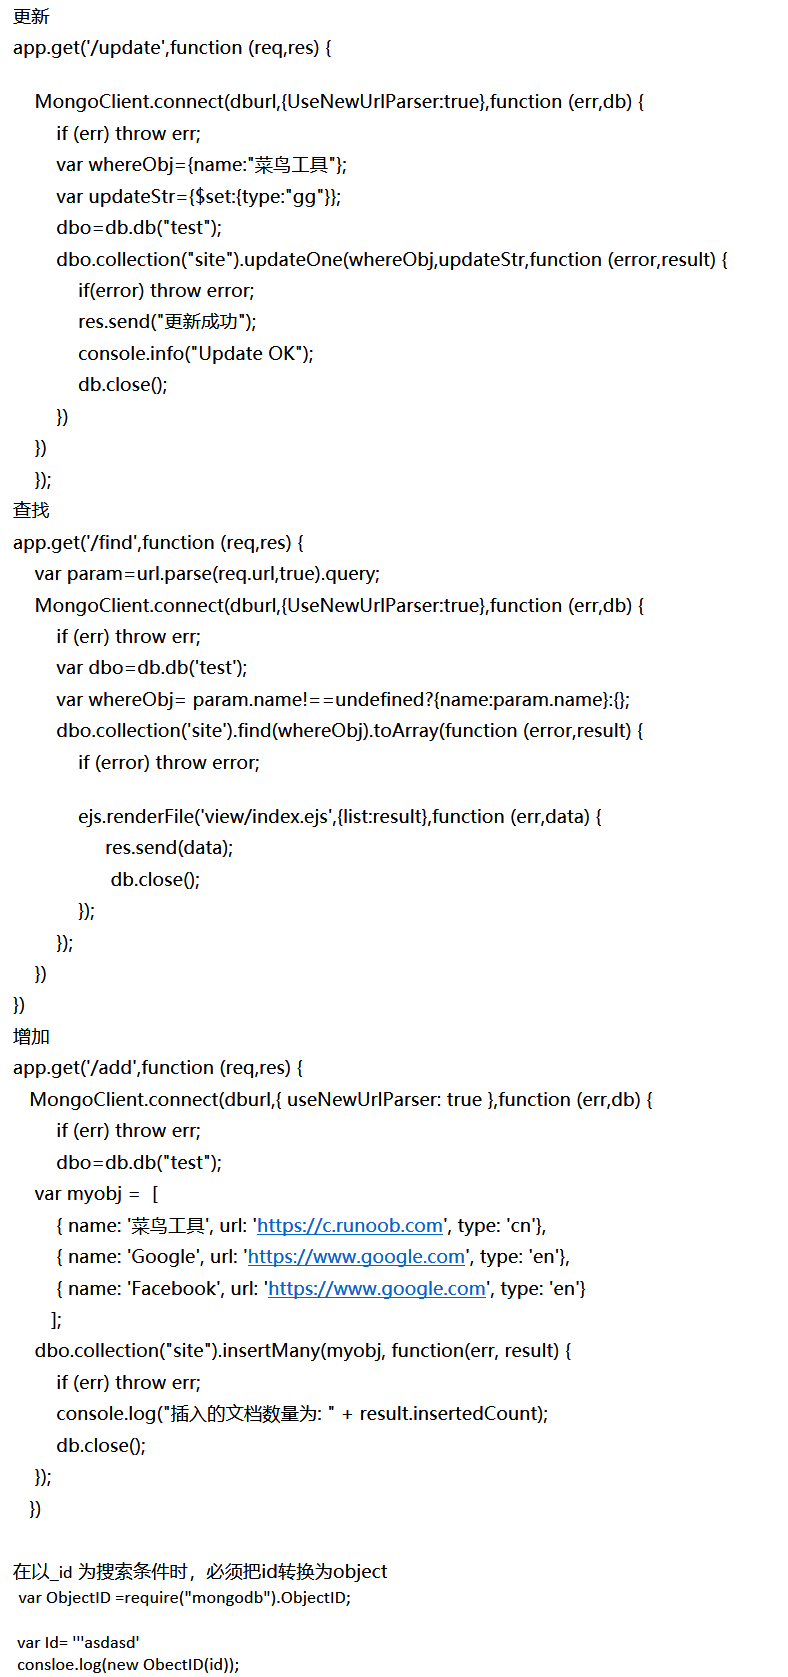 更新
app.get('/update',function (req,res) {
MongoClient.connect(dburl,{UseNewUrlParser:true},function (err,db) {
if (err) throw err;
var whereObj={name:"菜鸟工具"};
var updateStr={$set:{type:"gg"}};
dbo=db.db("test");
dbo.collection("site").updateOne(whereObj,updateStr,function (error,result) {
if(error) throw error;
res.send("更新成功");
console.info("Update OK");
db.close();
})
})
});
查找
app.get('/find',function (req,res) {
var param=url.parse(req.url,true).query;
MongoClient.connect(dburl,{UseNewUrlParser:true},function (err,db) {
if (err) throw err;
var dbo=db.db('test');
var whereObj= param.name!==undefined?{name:param.name}:{};
dbo.collection('site').find(whereObj).toArray(function (error,result) {
if (error) throw error;
ejs.renderFile('view/index.ejs',{list:result},function (err,data) {
res.send(data);
db.close();
});
});
})
})
增加
app.get('/add',function (req,res) {
MongoClient.connect(dburl,{ useNewUrlParser: true },function (err,db) {
if (err) throw err;
dbo=db.db("test");
var myobj =  [
{ name: '菜鸟工具', url: 'https://c.runoob.com', type: 'cn'},
{ name: 'Google', url: 'https://www.google.com', type: 'en'},
{ name: 'Facebook', url: 'https://www.google.com', type: 'en'}
];
dbo.collection("site").insertMany(myobj, function(err, result) {
if (err) throw err;
console.log("插入的文档数量为: " + result.insertedCount);
db.close();
});
})
在以_id 为搜索条件时，必须把id转换为object
var ObjectID =require("mongodb").ObjectID;
var Id= '''asdasd'
consloe.log(new ObectID(id));